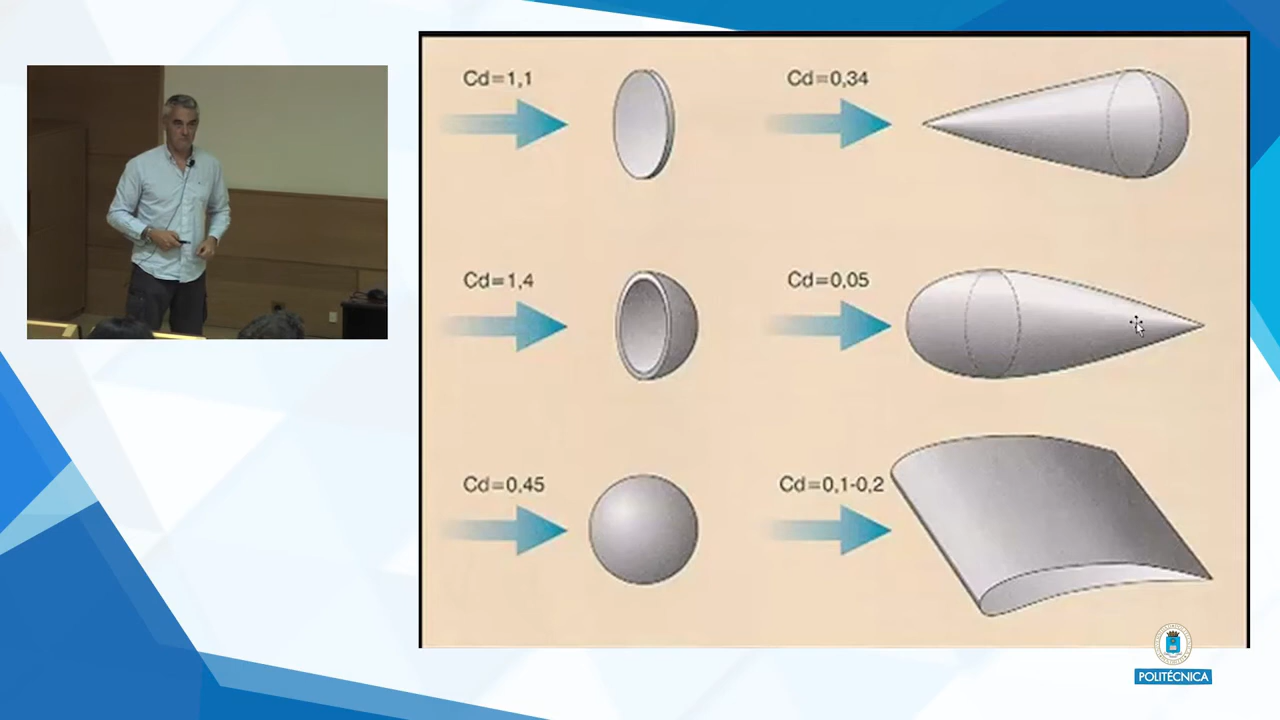 Cd=1,1
Cd=0,34
Cd=1,4
Cd=0,05
Cd=0,45
Cd=0,1-0,2
POLITÉCNICA